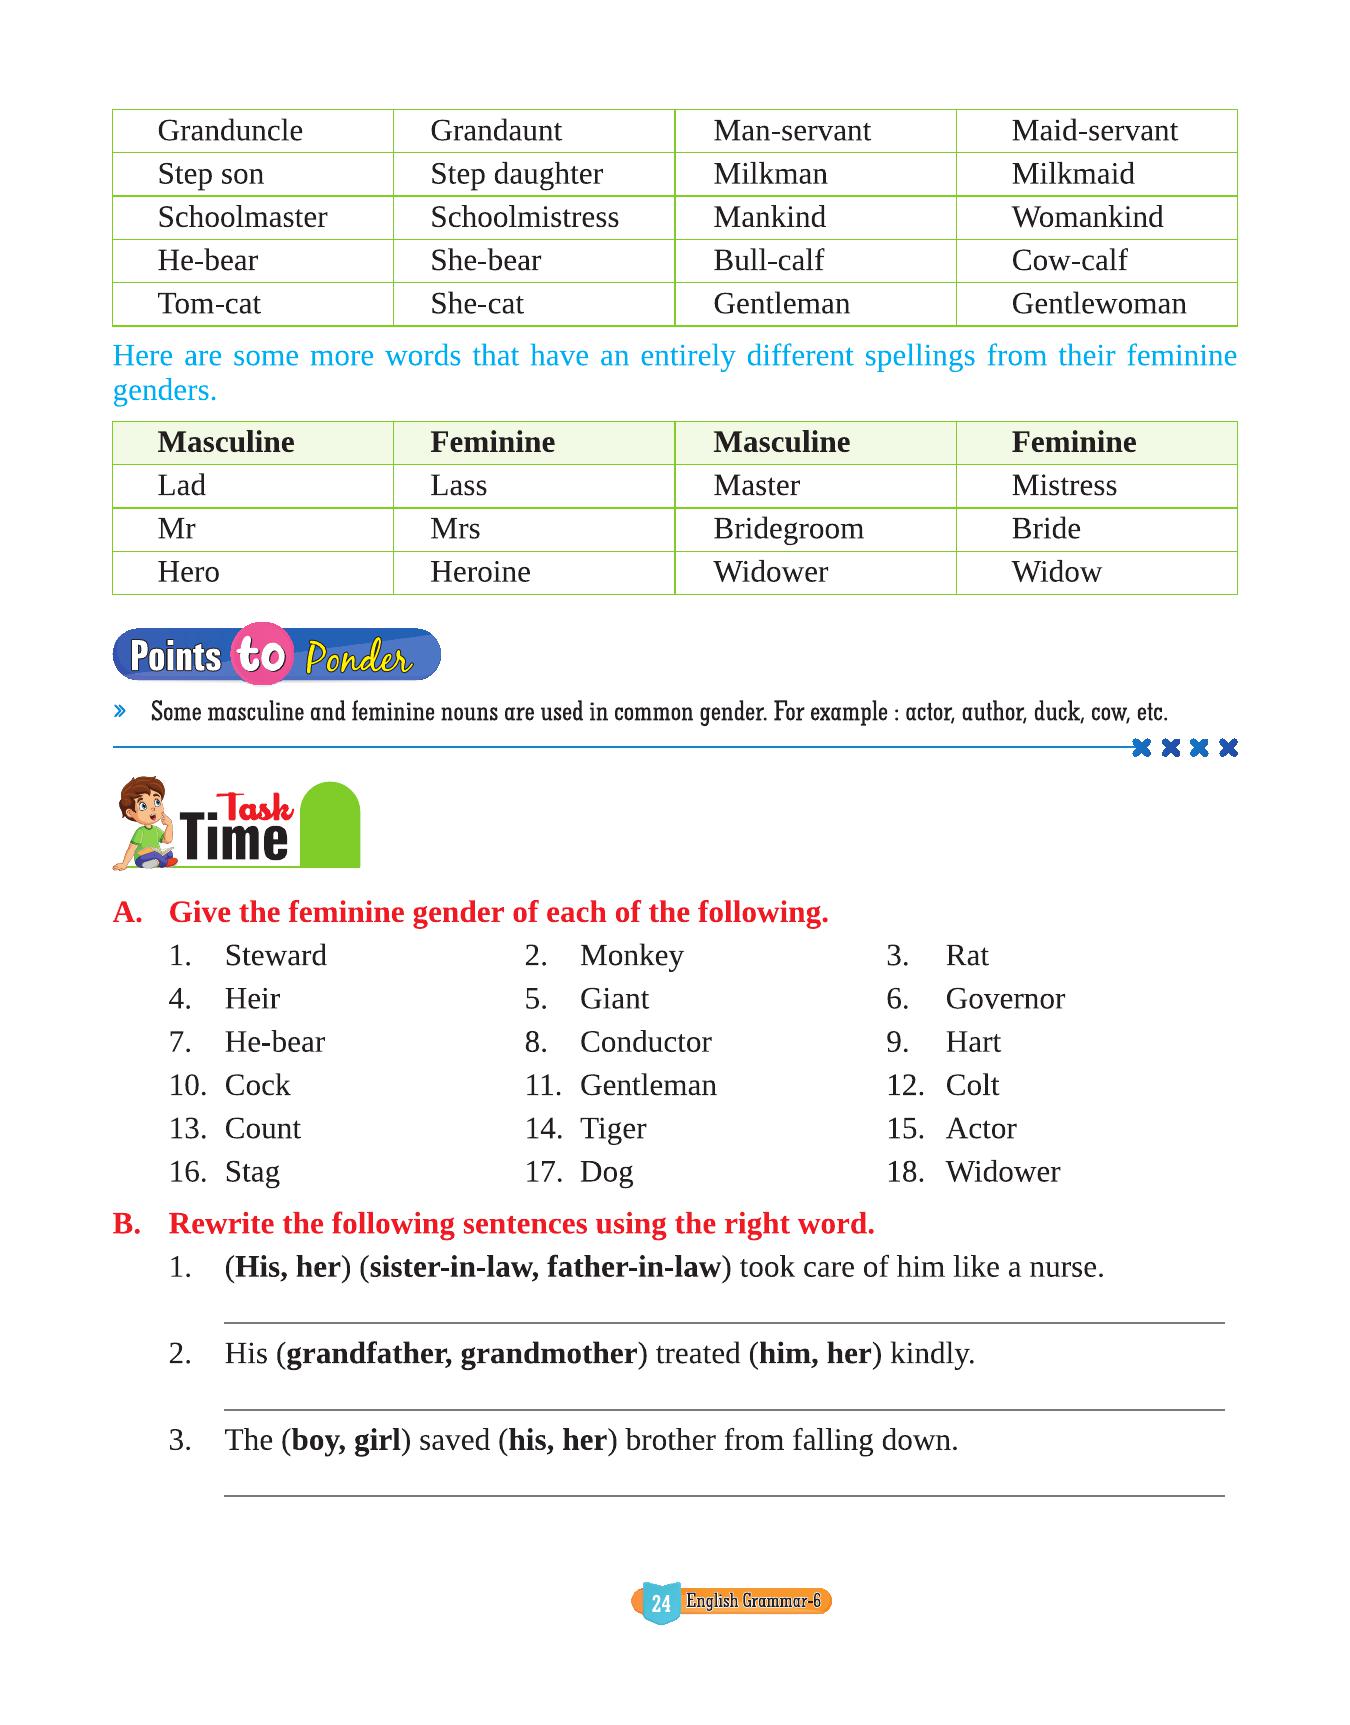 Granduncle Grandaunt Man-servant Maid-servant
Step son Step daughter Milkman Milkmaid
Schoolmaster Schoolmistress Mankind Womankind
He-bear She-bear Bull-calf Cow-calf
Tom-cat She-cat Gentleman Gentlewoman
Here are some more words that have an entirely different spellings from their feminine
genders.
Masculine Feminine Masculine Feminine
Lad Lass Master Mistress
Mr Mrs Bridegroom Bride
Hero Heroine Widower Widow
Points to Ponder
» Some masculine and feminine nouns are used in common gender. For example : actor, author, duck, cow, etc.
Task
Time
A. Give the feminine gender of each of the following.
1. Steward 2. Monkey 3. Rat
4. Heir 5. Giant 6. Governor
7. He-bear 8. Conductor 9. Hart
10. Cock 11. Gentleman 12. Colt
13. Count 14. Tiger 15. Actor
16. Stag 17. Dog 18. Widower
B. Rewrite the following sentences using the right word.
1. (His, her) (sister-in-law, father-in-law) took care of him like a nurse.
2. His (grandfather, grandmother) treated (him, her) kindly.
3. The (boy, girl) saved (his, her) brother from falling down.
24 English Grammar-6